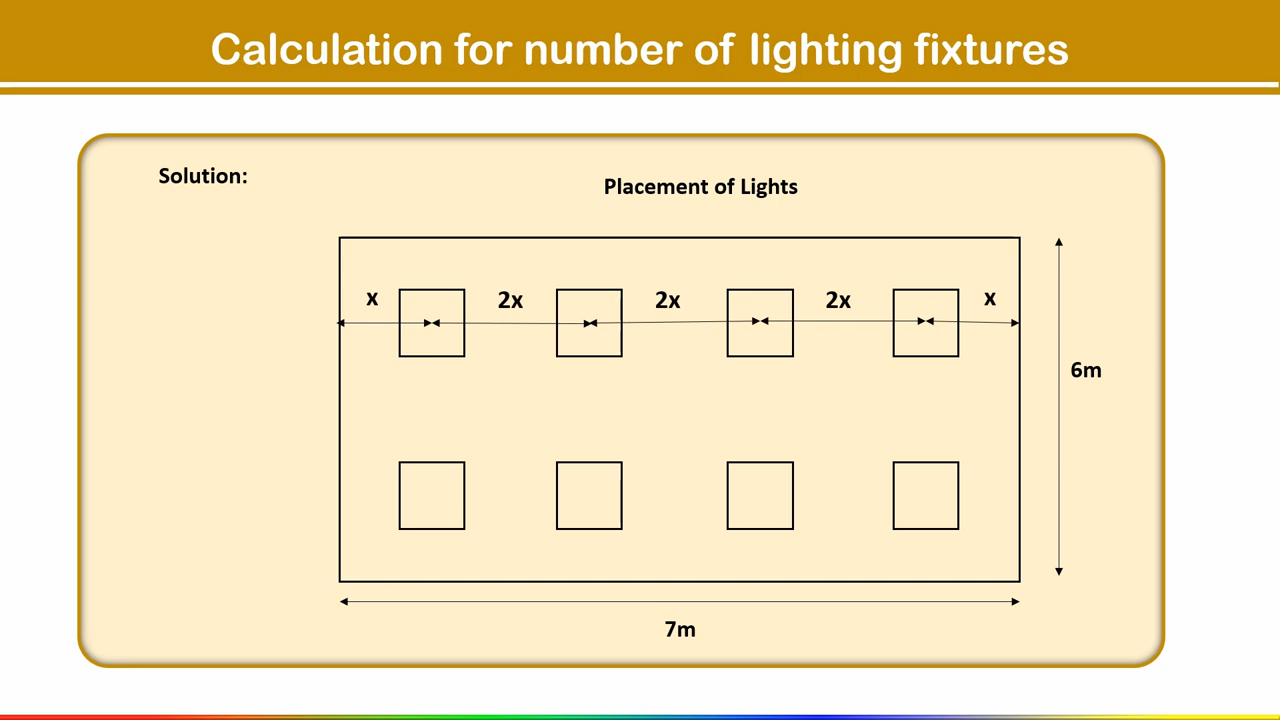 Calculation for number of lighting fixtures
Solution:
Placement of Lights
x 2x 2x 2x x
6m
7m